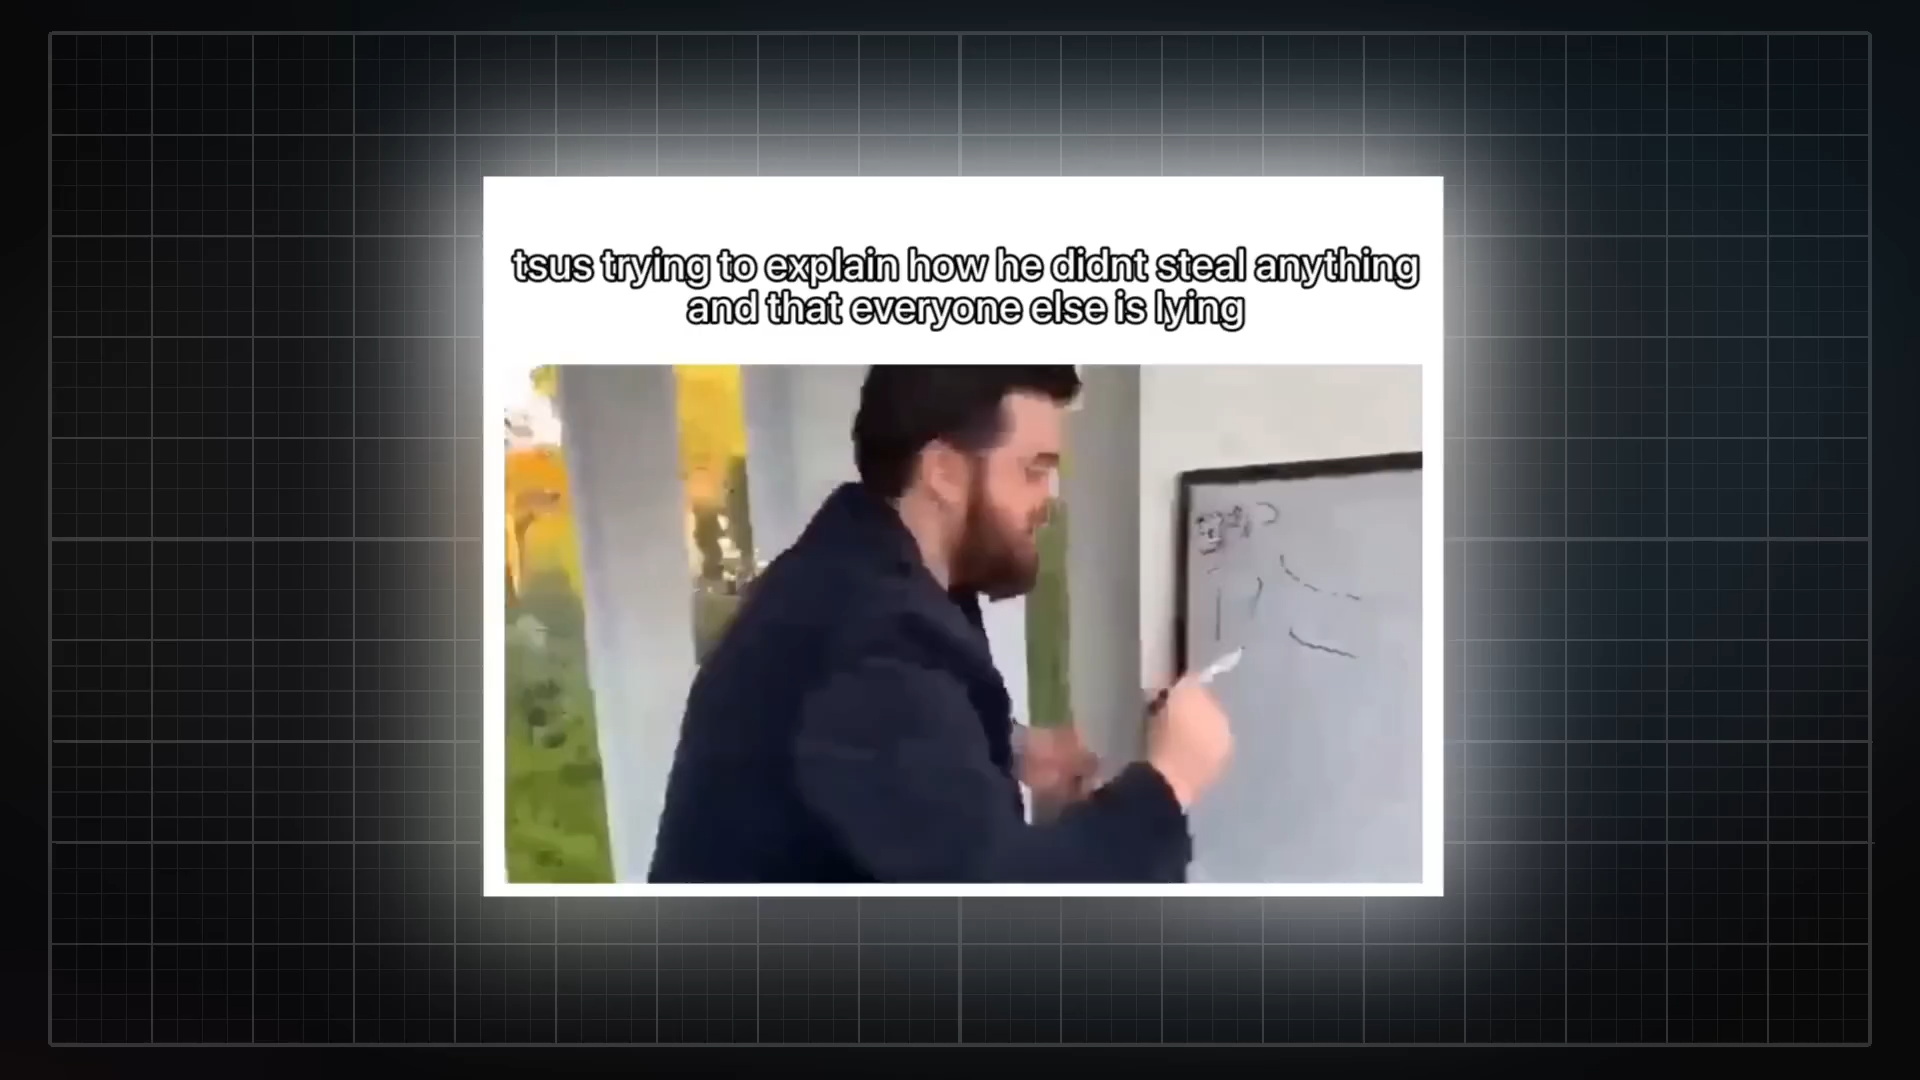 tsus trying to explain how he didnt steal anything
and that everyone else is lying